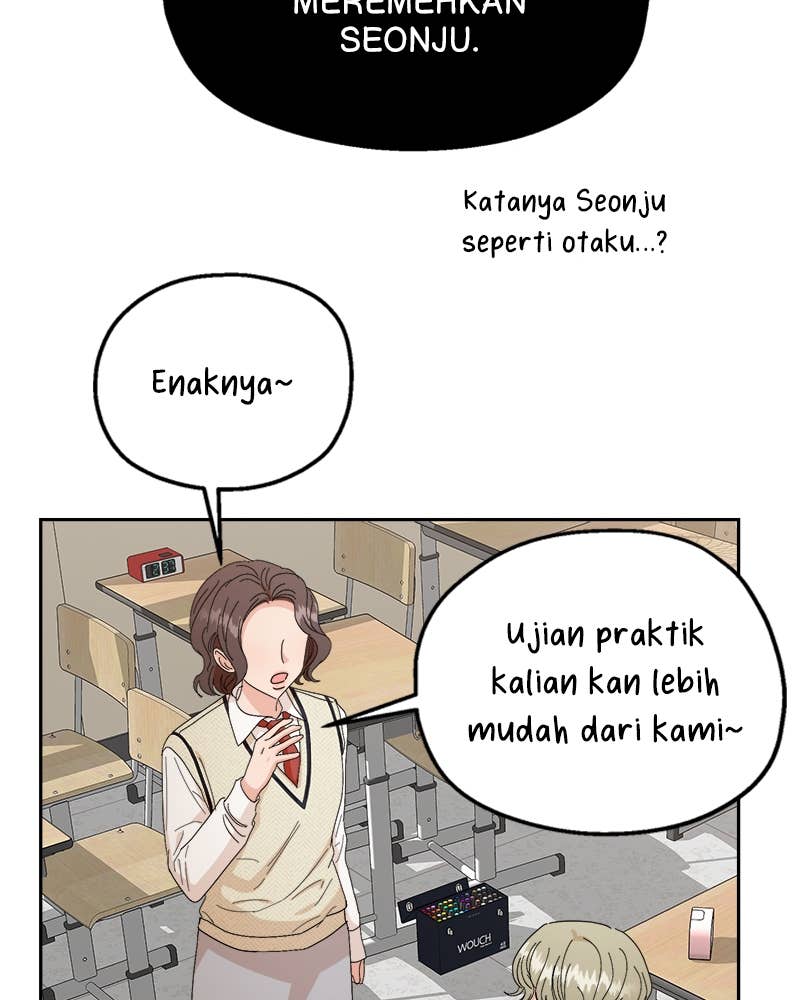 MEREMEHKAN
SEONJU.
Katanya Seonju
seperti otaku...?
Enaknya~
Ujian praktik
kalian kan lebih
mudah dari kami~
WOUCH